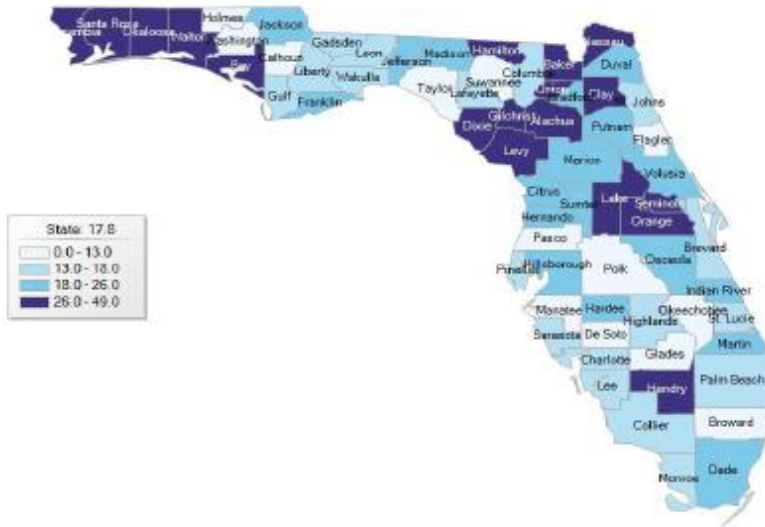 Santa Rosa
Holmes
Jackson
Okaloosa
Walton
Washington
Bay
Calhoun
Gadsden
Leon
Jefferson
Madison
Hamilton
Liberty
Wakulla
Gulf
Franklin
Taylor
Lafayette
Suwannee
Columbia
Baker
Nassau
Duval
Union
Bradford
Clay
Johns
Dixie
Gilchrist
Alachua
Putnam
Flagler
Levy
Marion
Volusia
Citrus
Sumter
Lake
Seminole
Hernando
Orange
Pasco
Brevard
Pinellas
Hillsborough
Polk
Osceola
Indian River
Manatee
Hardee
Okeechobee
Highlands
St. Lucie
Sarasota
De Soto
Martin
Charlotte
Glades
Lee
Hendry
Palm Beach
Collier
Broward
Monroe
Dade
State: 17.8
0.0 - 13.0
13.0 - 18.0
18.0 - 26.0
26.0 - 49.0